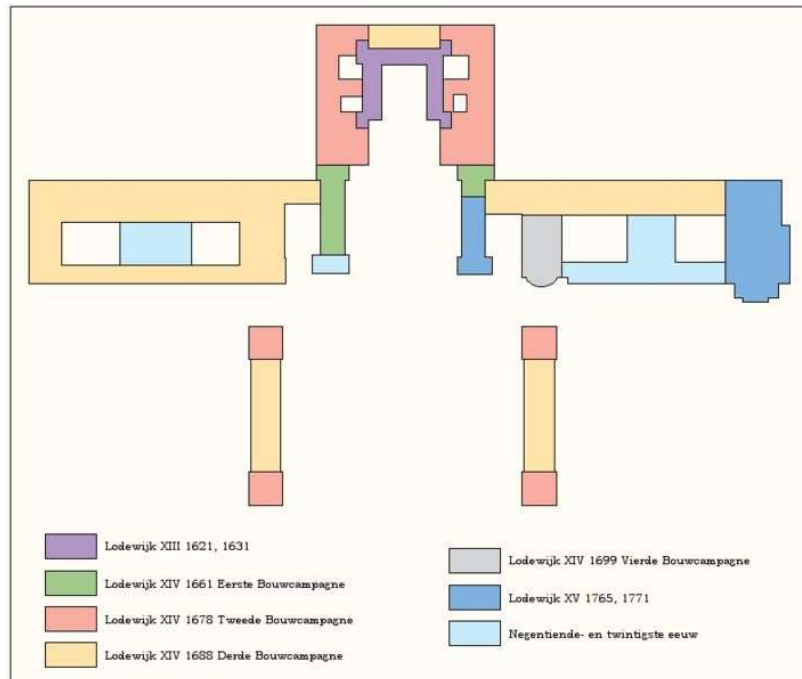 Lodewijk XIII 1621, 1631
Lodewijk XIV 1661 Eerste Bouwcampagne
Lodewijk XIV 1678 Tweede Bouwcampagne
Lodewijk XIV 1688 Derde Bouwcampagne
Lodewijk XIV 1699 Vierde Bouwcampagne
Lodewijk XV 1765, 1771
Negentiende- en twintigste eeuw